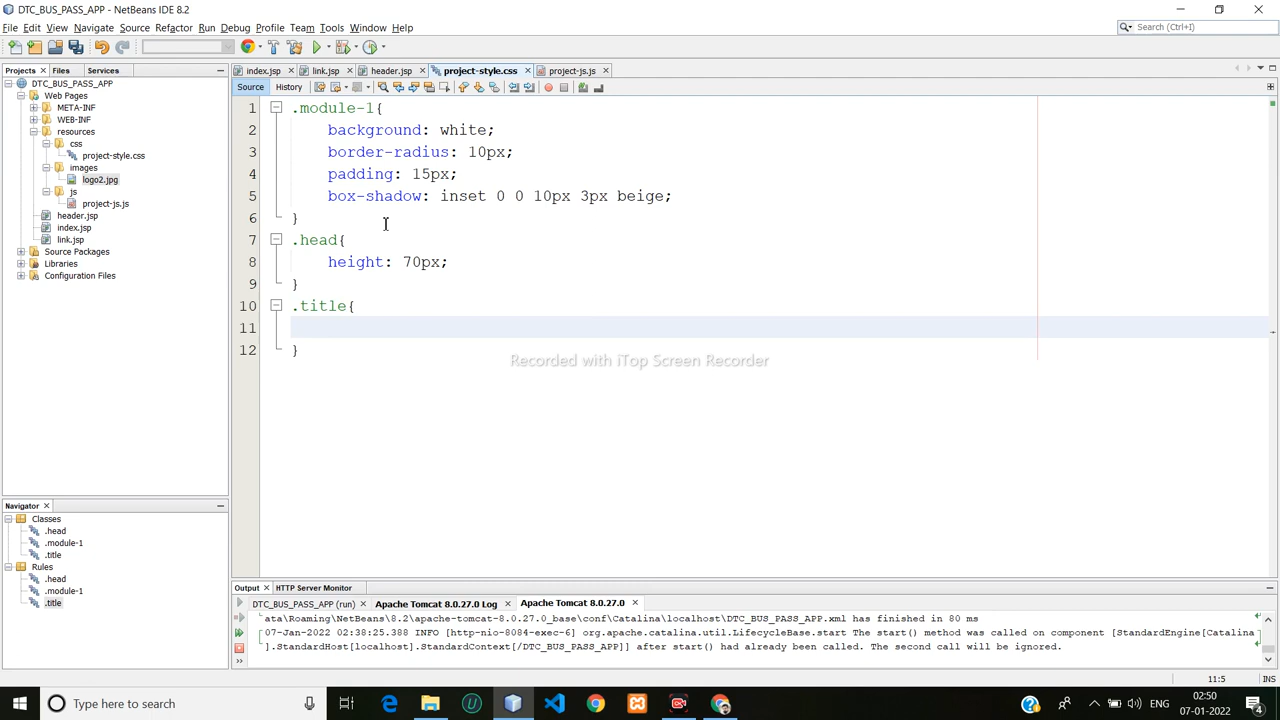 DTC_BUS_PASS_APP - NetBeans IDE 8.2
File Edit View Navigate Source Refactor Run Debug Profile Team Tools Window Help
Search (Ctrl+I)
Projects Files Services
index.jsp link.jsp header.jsp project-style.css project-js.js
DTC_BUS_PASS_APP
Web Pages
META-INF
WEB-INF
resources
css
project-style.css
images
logo2.jpg
js
project-js.js
header.jsp
index.jsp
link.jsp
Source Packages
Libraries
Configuration Files
Source History
1 .module-1{
2 background: white;
3 border-radius: 10px;
4 padding: 15px;
5 box-shadow: inset 0 0 10px 3px beige;
6 }
7 .head{
8 height: 70px;
9 }
10 .title{
11
12 }
Recorded with iTop Screen Recorder
Navigator
Classes
.head
.module-1
.title
Rules
.head
.module-1
.title
Output HTTP Server Monitor
DTC_BUS_PASS_APP (run) Apache Tomcat 8.0.27.0 Log Apache Tomcat 8.0.27.0
ata\Roaming\NetBeans\8.2\apache-tomcat-8.0.27.0_base\conf\Catalina\localhost\DTC_BUS_PASS_APP.xml has finished in 80 ms
07-Jan-2022 02:38:25.388 INFO [http-nio-8084-exec-6] org.apache.catalina.util.LifecycleBase.start The start() method was called on component [StandardEngine[Catalina
].StandardHost[localhost].StandardContext[/DTC_BUS_PASS_APP]] after start() had already been called. The second call will be ignored.
11:5 INS
Type here to search
ENG
02:50
07-01-2022
4